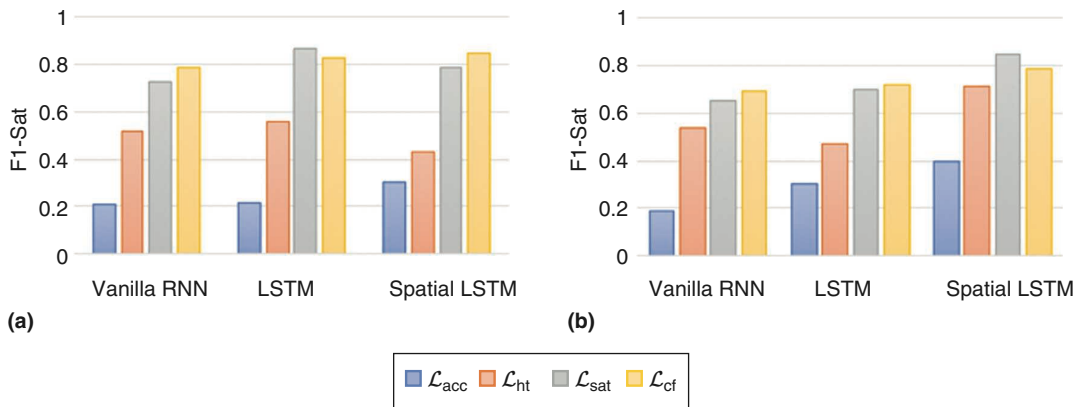 F1-Sat
1
0.8
0.6
0.4
0.2
0
Vanilla RNN LSTM Spatial LSTM
(a)
F1-Sat
1
0.8
0.6
0.4
0.2
0
Vanilla RNN LSTM Spatial LSTM
(b)
ℒacc ℒht ℒsat ℒcf